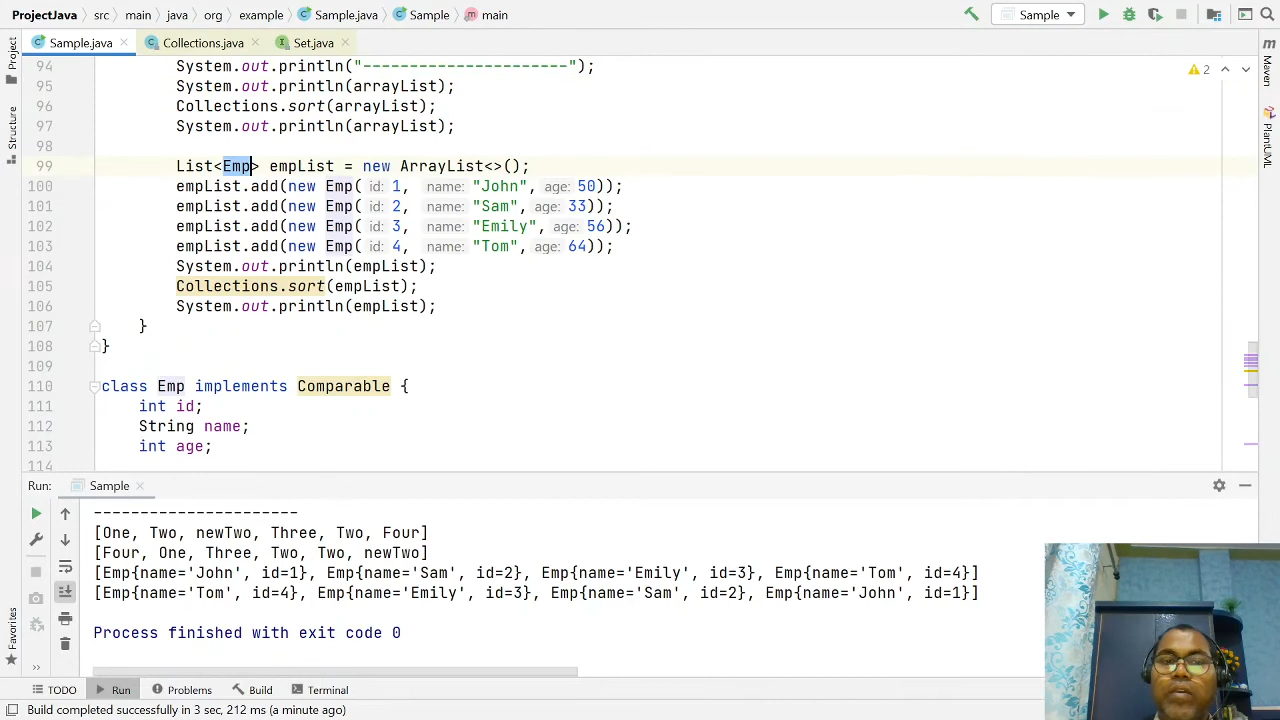 ProjectJava › src › main › java › org › example › Sample.java › Sample › main
Sample
Sample.java
Collections.java
Set.java
Project
Structure
Favorites
Maven
PlantUML
2
94 System.out.println("----------------------");
95 System.out.println(arrayList);
96 Collections.sort(arrayList);
97 System.out.println(arrayList);
98
99 List<Emp> empList = new ArrayList<>();
100 empList.add(new Emp( id: 1, name: "John", age: 50));
101 empList.add(new Emp( id: 2, name: "Sam", age: 33));
102 empList.add(new Emp( id: 3, name: "Emily", age: 56));
103 empList.add(new Emp( id: 4, name: "Tom", age: 64));
104 System.out.println(empList);
105 Collections.sort(empList);
106 System.out.println(empList);
107 }
108 }
109
110 class Emp implements Comparable {
111 int id;
112 String name;
113 int age;
114
Run: Sample
----------------------
[One, Two, newTwo, Three, Two, Four]
[Four, One, Three, Two, Two, newTwo]
[Emp{name='John', id=1}, Emp{name='Sam', id=2}, Emp{name='Emily', id=3}, Emp{name='Tom', id=4}]
[Emp{name='Tom', id=4}, Emp{name='Emily', id=3}, Emp{name='Sam', id=2}, Emp{name='John', id=1}]
Process finished with exit code 0
TODO Run Problems Build Terminal
Build completed successfully in 3 sec, 212 ms (a minute ago)